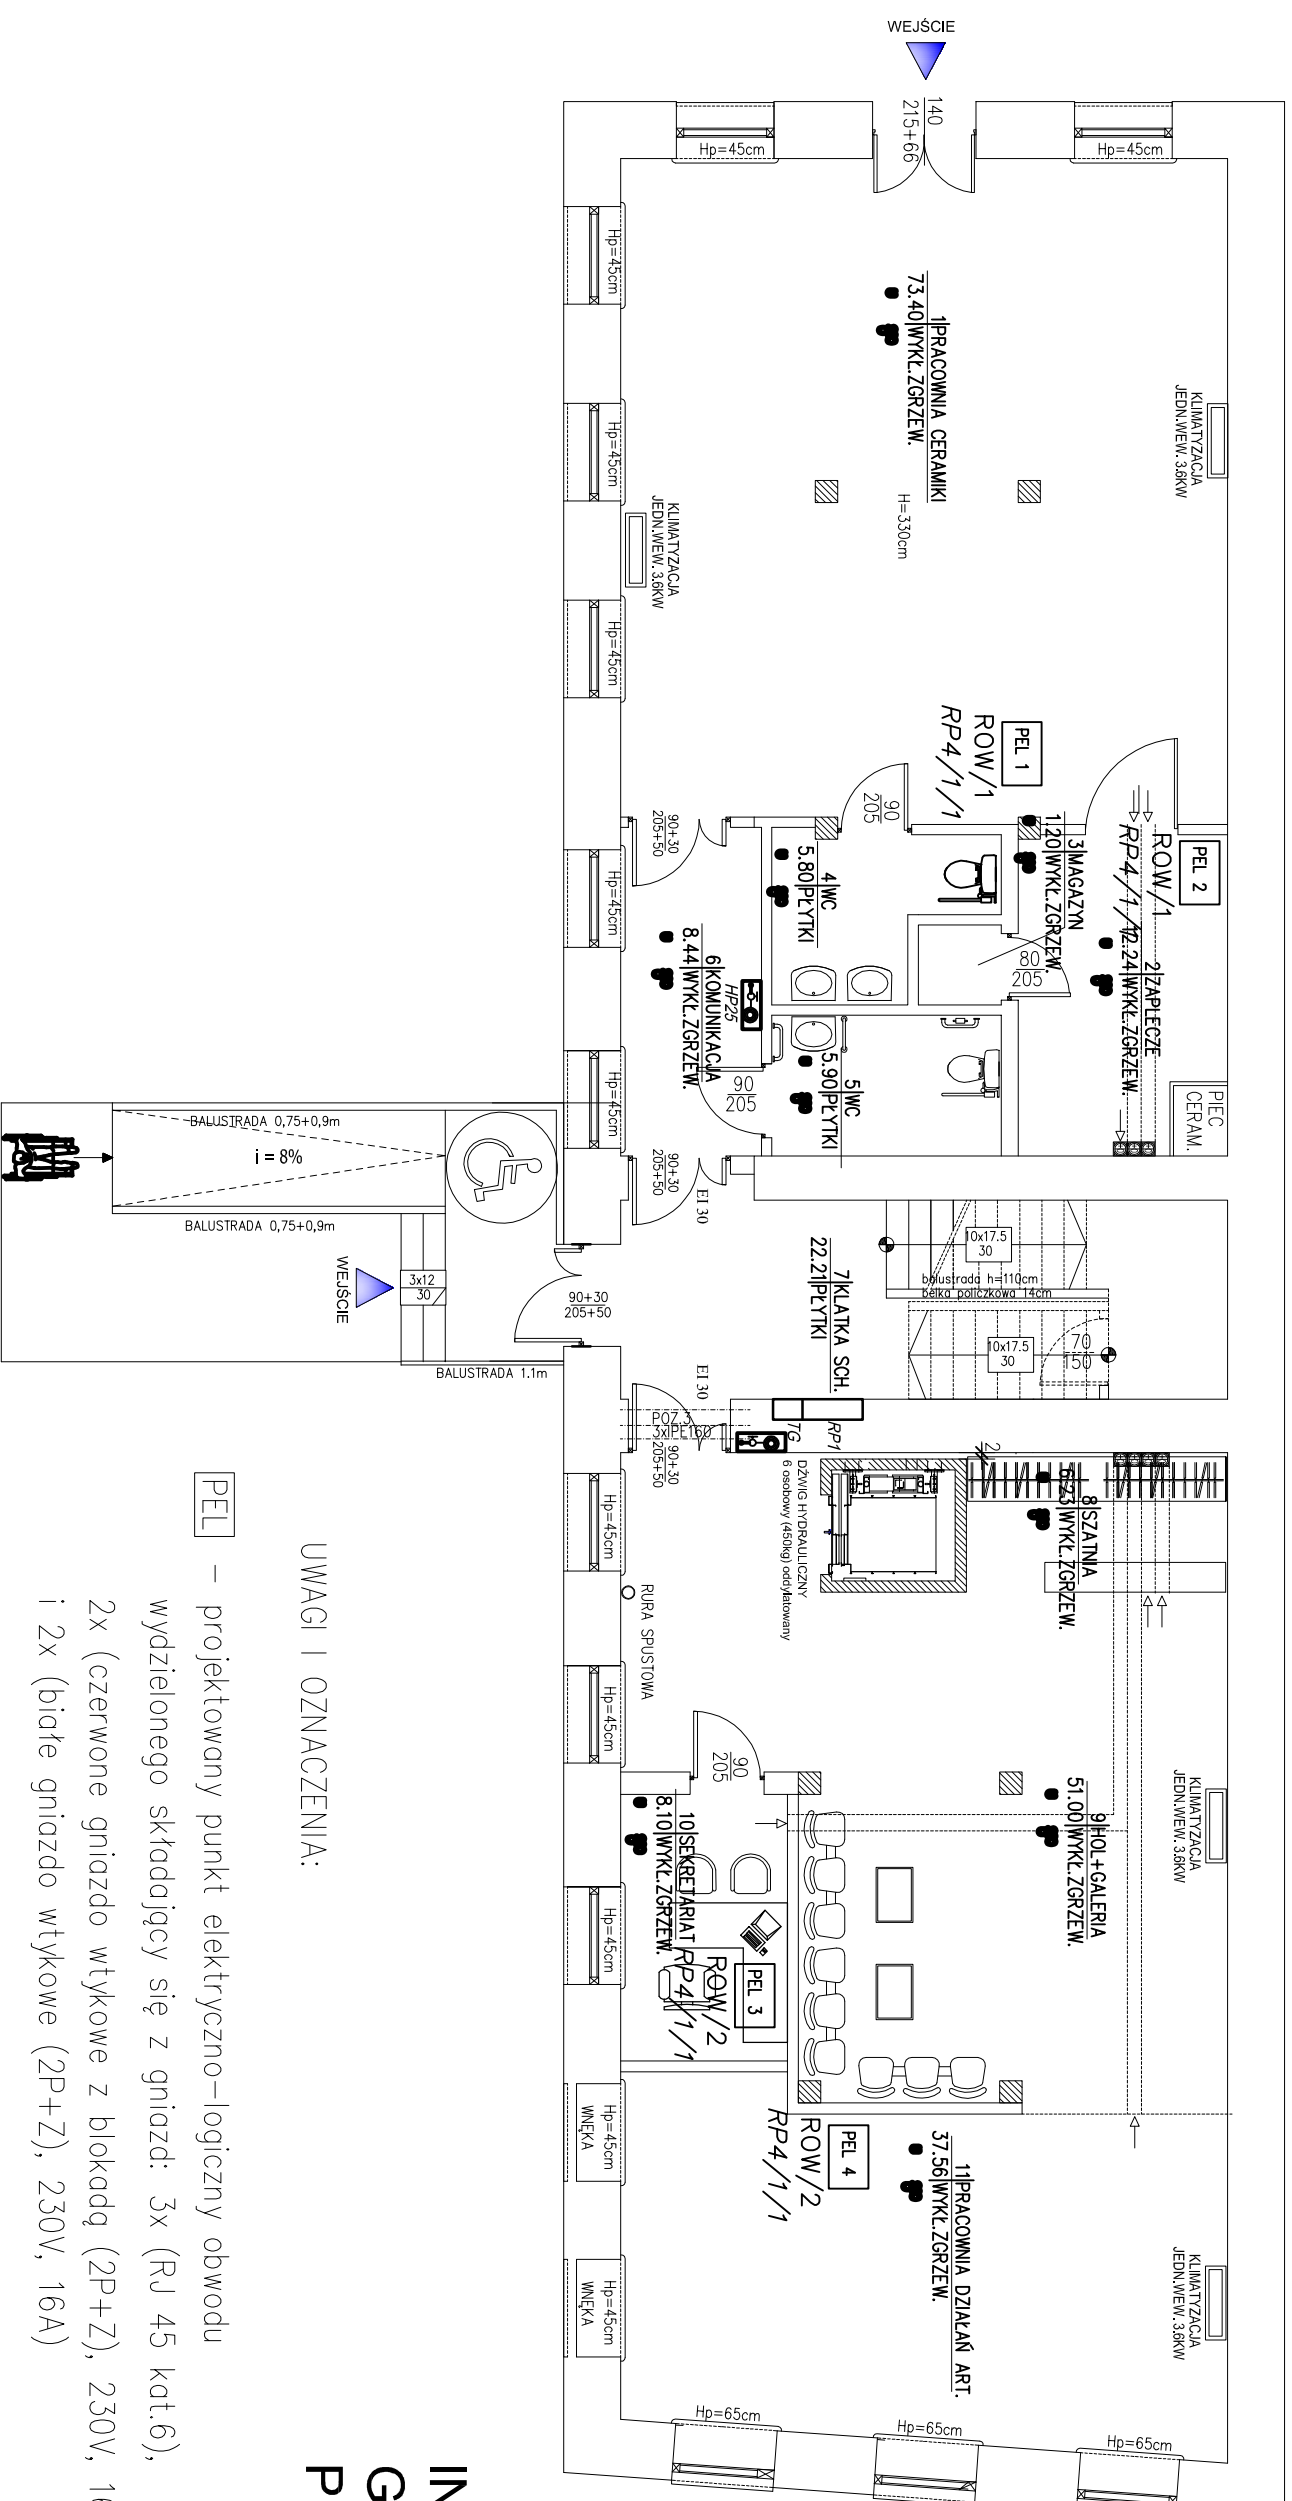 WEJŚCIE
140
215+66
Hp=45cm
Hp=45cm
Hp=45cm
Hp=45cm
Hp=45cm
Hp=45cm
Hp=45cm
1 PRACOWNIA CERAMIKI
73.40 WYKŁ.ZGRZEW.
H=330cm
KLIMATYZACJA
JEDN.WEW. 3.6KW
KLIMATYZACJA
JEDN.WEW. 3.6KW
PEL 1
ROW/1
RP4/1/1
PEL 2
ROW/1
2 ZAPLECZE
12.24 WYKŁ.ZGRZEW.
3 MAGAZYN
1.20 WYKŁ.ZGRZEW.
90
205
80
205
4 WC
5.80 PŁYTKI
5 WC
5.90 PŁYTKI
90+30
205+50
6 KOMUNIKACJA
8.44 WYKŁ.ZGRZEW.
HP25
90
205
PIEC
CERAM.
90+30
205+50
EI 30
BALUSTRADA 0,75+0,9m
i = 8%
BALUSTRADA 0,75+0,9m
WEJŚCIE
3x12
30
90+30
205+50
BALUSTRADA 1.1m
7 KLATKA SCH.
22.21 PŁYTKI
10x17.5
30
balustrada h=110cm
belka policzkowa 14cm
10x17.5
30
70
150
EI 30
POZ.3
3xIPE160
90+30
205+50
TG
RP1
DŹWIG HYDRAULICZNY
6 osobowy (450kg) oddylatowany
2
8 SZATNIA
6.23 WYKŁ.ZGRZEW.
RURA SPUSTOWA
Hp=45cm
Hp=45cm
Hp=45cm
90
205
9 HOL+GALERIA
51.00 WYKŁ.ZGRZEW.
KLIMATYZACJA
JEDN.WEW. 3.6KW
10 SEKRETARIAT
8.10 WYKŁ.ZGRZEW.
PEL 3
ROW/2
RP4/1/1
PEL 4
ROW/2
RP4/1/1
11 PRACOWNIA DZIAŁAŃ ART.
37.56 WYKŁ.ZGRZEW.
KLIMATYZACJA
JEDN.WEW. 3.6KW
Hp=45cm
WNĘKA
Hp=45cm
WNĘKA
Hp=65cm
Hp=65cm
Hp=65cm
UWAGI I OZNACZENIA:
PEL – projektowany punkt elektryczno–logiczny obwodu
wydzielonego składający się z gniazd: 3x (RJ 45 kat.6),
2x (czerwone gniazdo wtykowe z blokadą (2P+Z), 230V,
i 2x (białe gniazdo wtykowe (2P+Z), 230V, 16A)
G
P